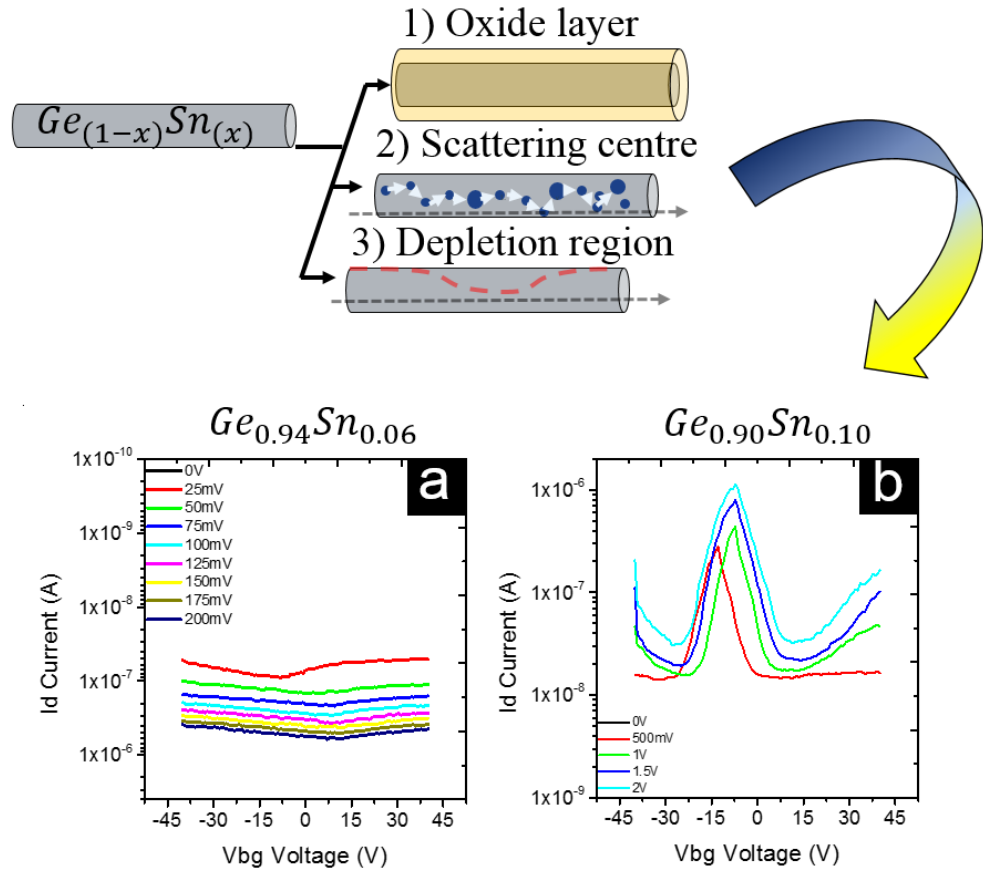 1) Oxide layer
Ge(1−x)Sn(x)
2) Scattering centre
3) Depletion region
Ge0.94Sn0.06
a
1x10^-10
1x10^-9
1x10^-8
1x10^-7
1x10^-6
Id Current (A)
0V
25mV
50mV
75mV
100mV
125mV
150mV
175mV
200mV
-45 -30 -15 0 15 30 45
Vbg Voltage (V)
Ge0.90Sn0.10
b
1x10^-6
1x10^-7
1x10^-8
1x10^-9
Id Current (A)
0V
500mV
1V
1.5V
2V
-45 -30 -15 0 15 30 45
Vbg Voltage (V)